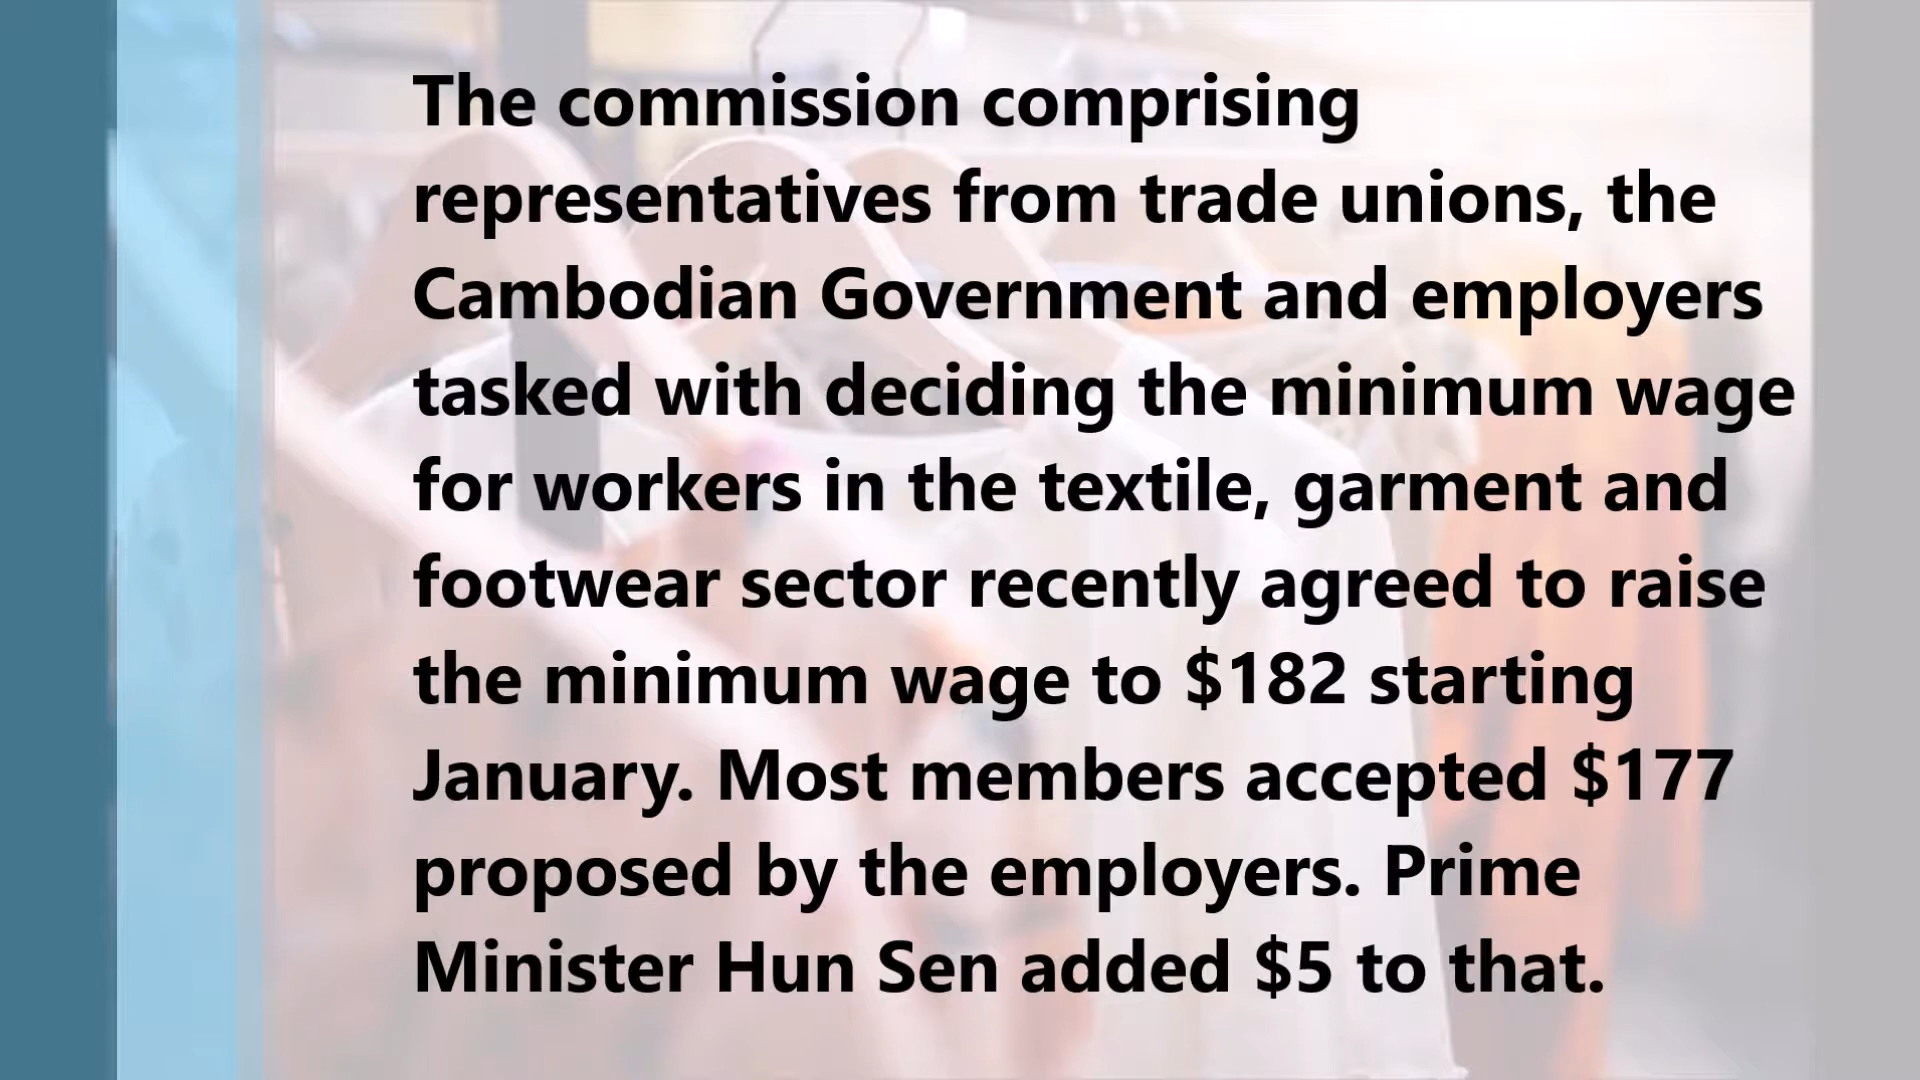 The commission comprising
representatives from trade unions, the
Cambodian Government and employers
tasked with deciding the minimum wage
for workers in the textile, garment and
footwear sector recently agreed to raise
the minimum wage to $182 starting
January. Most members accepted $177
proposed by the employers. Prime
Minister Hun Sen added $5 to that.